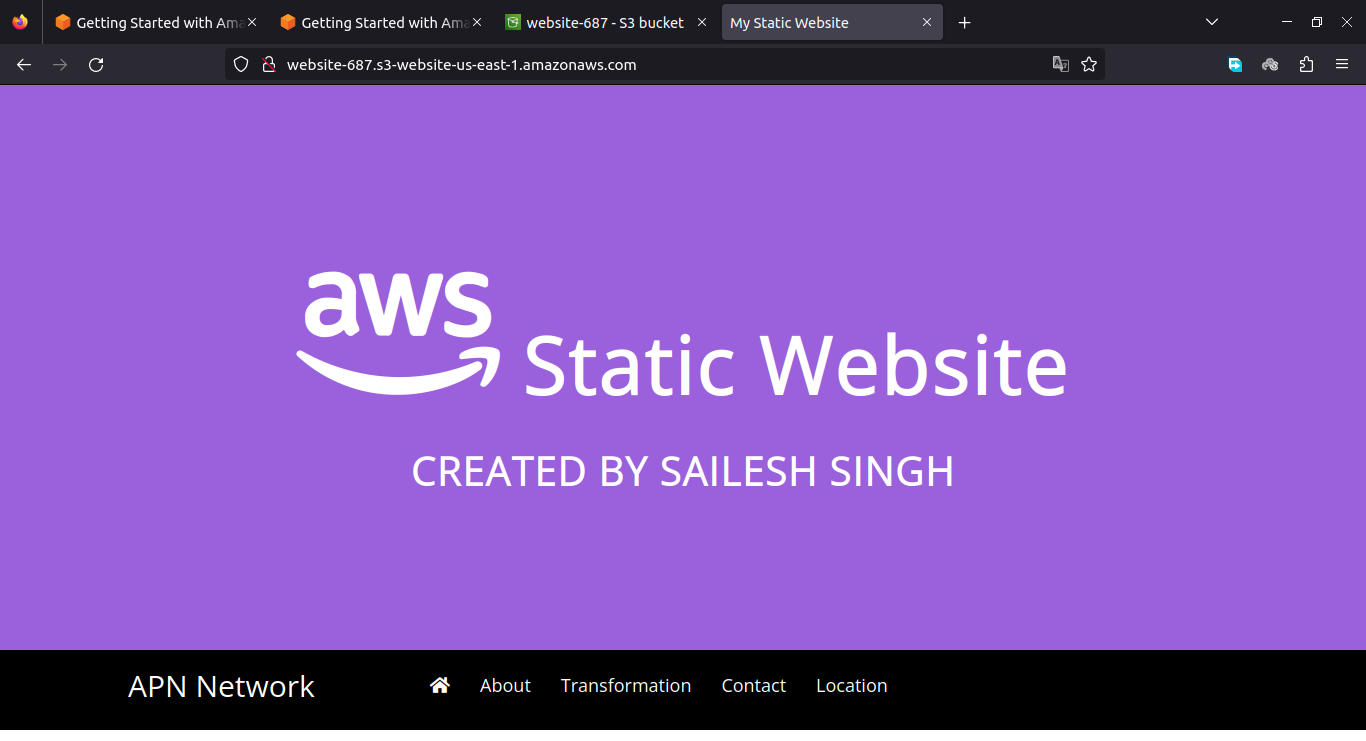 Getting Started with Ama
Getting Started with Ama
website-687 - S3 bucket
My Static Website
website-687.s3-website-us-east-1.amazonaws.com
aws Static Website
CREATED BY SAILESH SINGH
APN Network
About
Transformation
Contact
Location